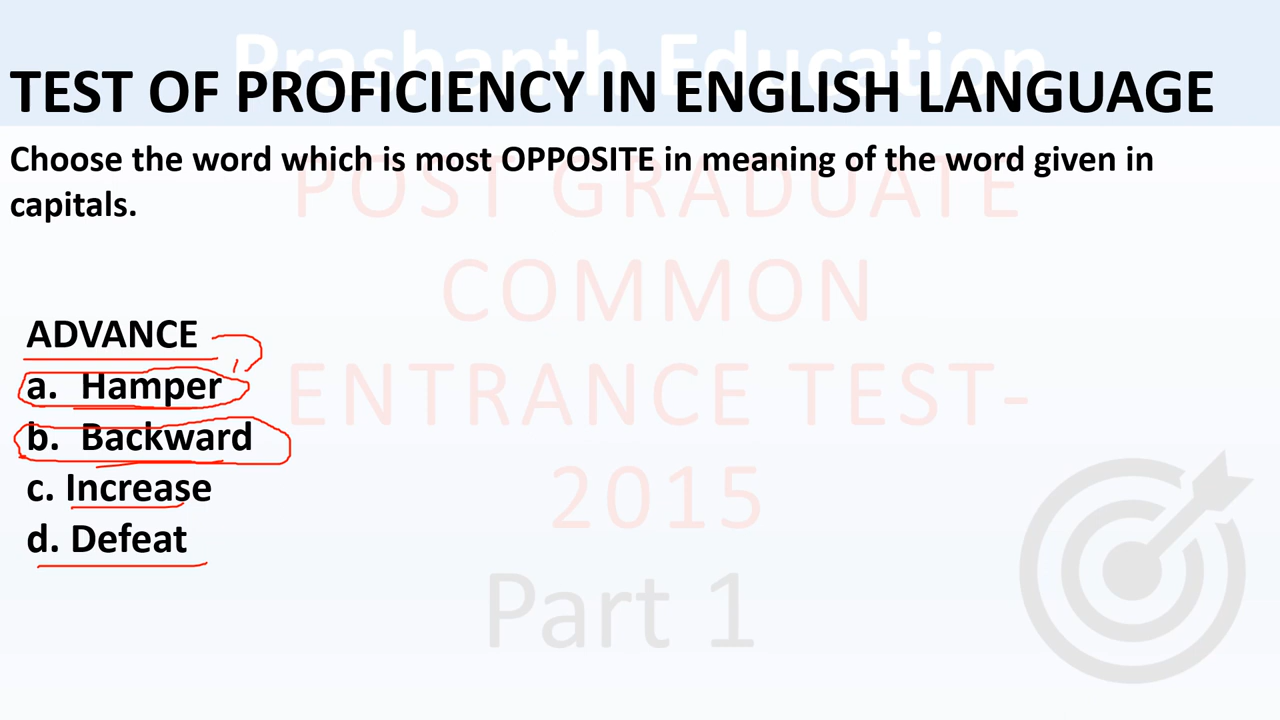 Prashanth Education
TEST OF PROFICIENCY IN ENGLISH LANGUAGE
Choose the word which is most OPPOSITE in meaning of the word given in
capitals.
POST GRADUATE
COMMON
ENTRANCE TEST-
2015
Part 1
ADVANCE
a. Hamper
b. Backward
c. Increase
d. Defeat